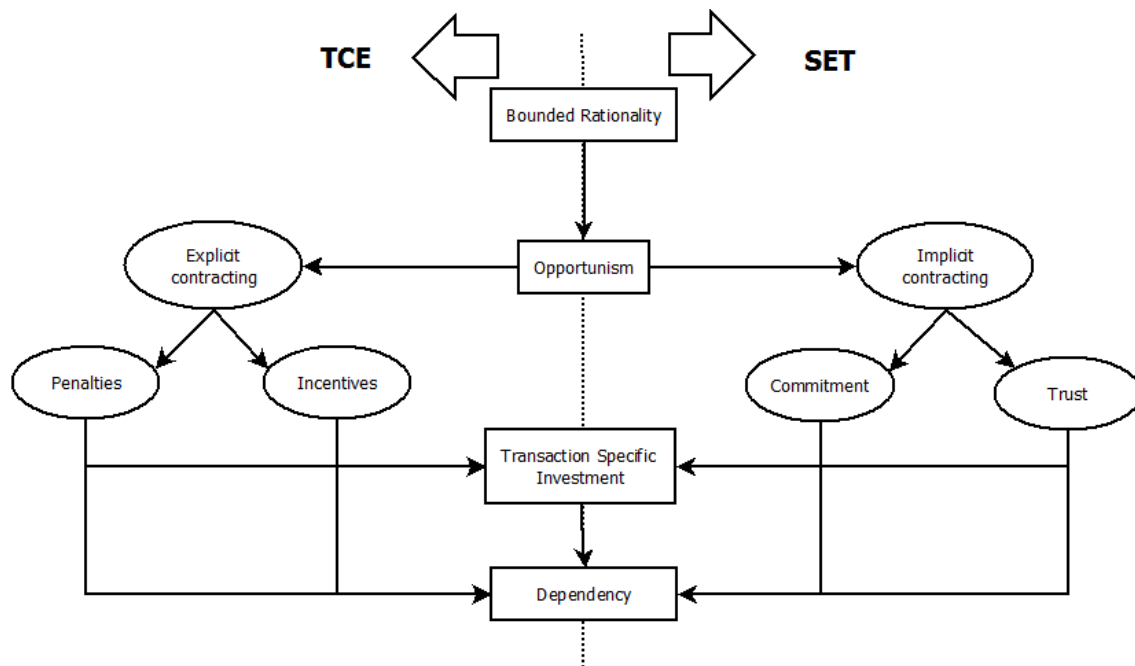 TCE
SET
Bounded Rationality
Explicit
contracting
Opportunism
Implicit
contracting
Penalties
Incentives
Commitment
Trust
Transaction Specific
Investment
Dependency